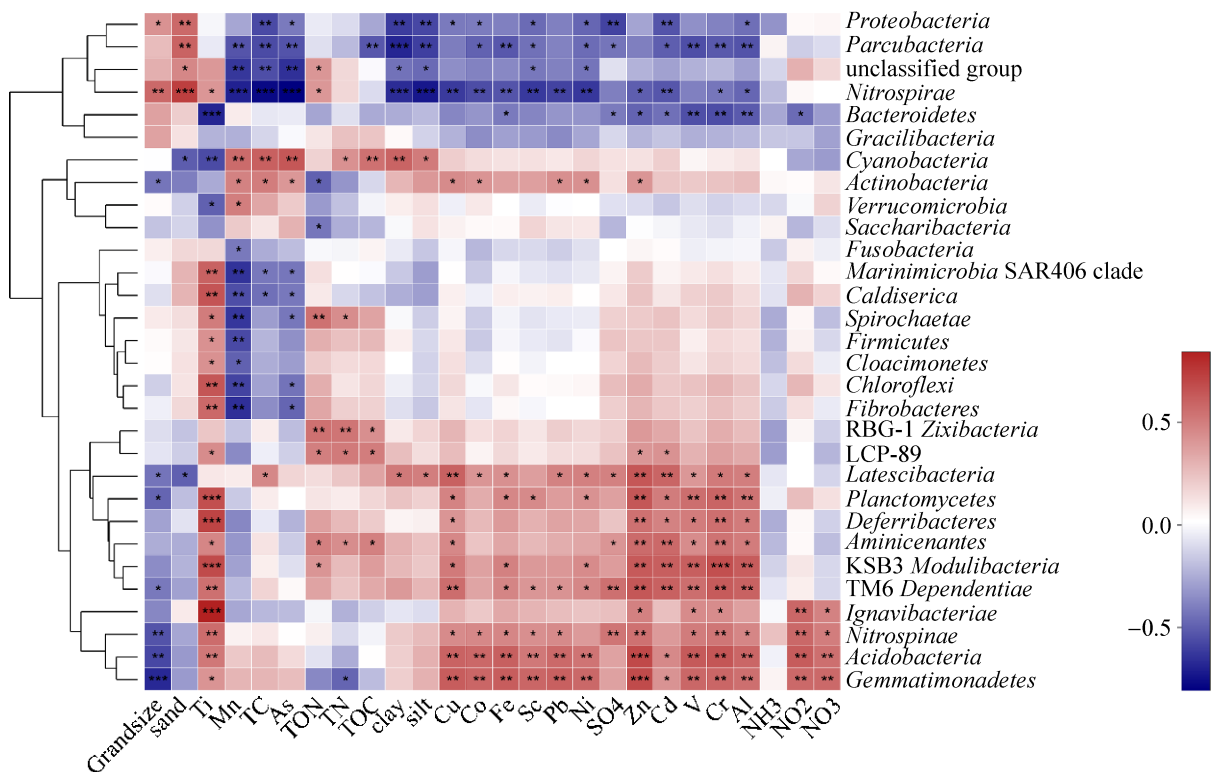 Proteobacteria
Parcubacteria
unclassified group
Nitrospirae
Bacteroidetes
Gracilibacteria
Cyanobacteria
Actinobacteria
Verrucomicrobia
Saccharibacteria
Fusobacteria
Marinimicrobia SAR406 clade
Caldiserica
Spirochaetae
Firmicutes
Cloacimonetes
Chloroflexi
Fibrobacteres
RBG-1 Zixibacteria
LCP-89
Latescibacteria
Planctomycetes
Deferribacteres
Aminicenantes
KSB3 Modulibacteria
TM6 Dependentiae
Ignavibacteriae
Nitrospinae
Acidobacteria
Gemmatimonadetes
0.5
0.0
−0.5
Grandsize
sand
Ti
Mn
TC
As
TON
TN
TOC
clay
silt
Cu
Co
Fe
Sc
Pb
Ni
SO4
Zn
Cd
V
Cr
Al
NH3
NO2
NO3